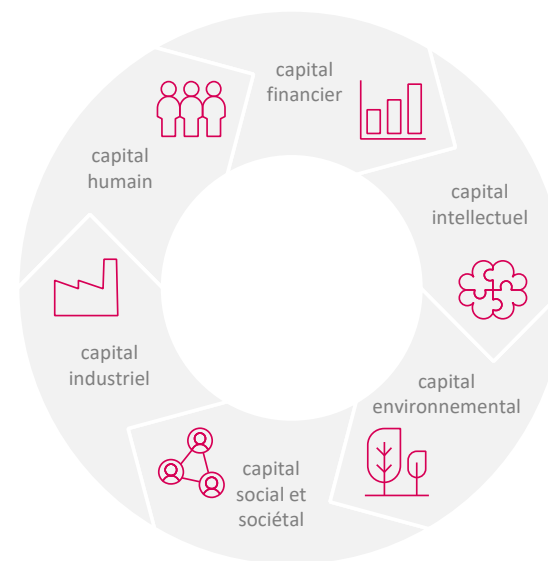 capital
financier
capital
intellectuel
capital
environnemental
capital
social et
sociétal
capital
industriel
capital
humain